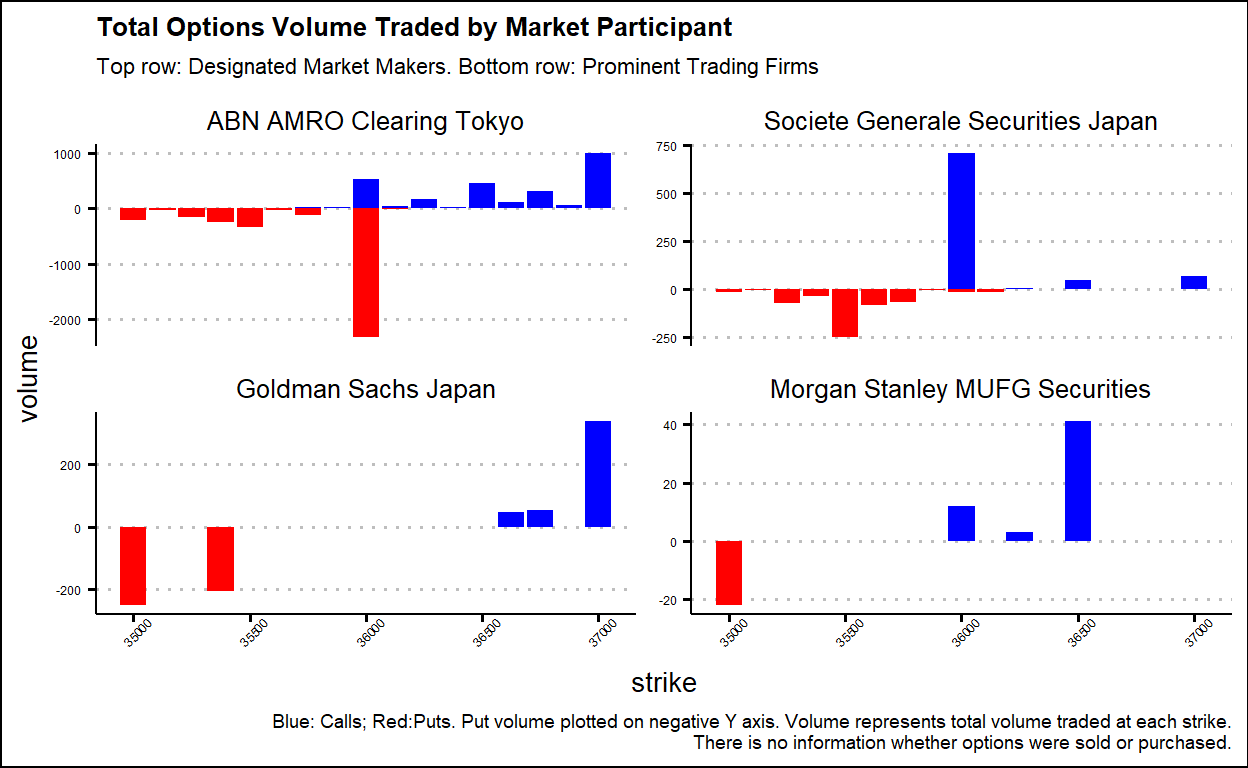 Total Options Volume Traded by Market Participant
Top row: Designated Market Makers. Bottom row: Prominent Trading Firms
ABN AMRO Clearing Tokyo
1000
0
-1000
-2000
Societe Generale Securities Japan
750
500
250
0
-250
volume
Goldman Sachs Japan
200
0
-200
35000
35500
36000
36500
37000
Morgan Stanley MUFG Securities
40
20
0
-20
35000
35500
36000
36500
37000
strike
Blue: Calls; Red:Puts. Put volume plotted on negative Y axis. Volume represents total volume traded at each strike.
There is no information whether options were sold or purchased.